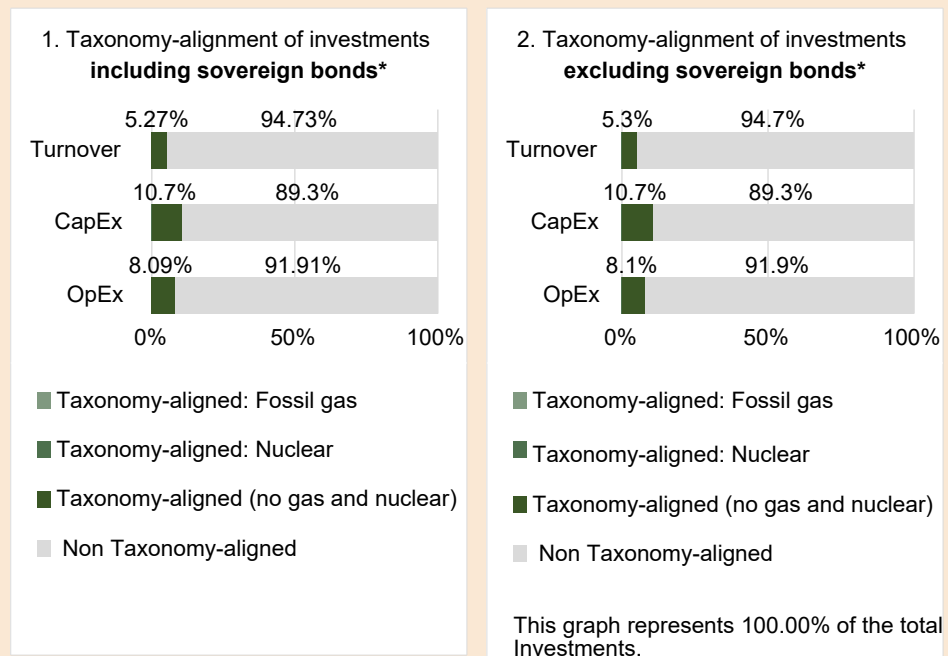 1. Taxonomy-alignment of investments
including sovereign bonds*
5.27% 94.73%
Turnover
10.7% 89.3%
CapEx
8.09% 91.91%
OpEx
0% 50% 100%
Taxonomy-aligned: Fossil gas
Taxonomy-aligned: Nuclear
Taxonomy-aligned (no gas and nuclear)
Non Taxonomy-aligned
2. Taxonomy-alignment of investments
excluding sovereign bonds*
5.3% 94.7%
Turnover
10.7% 89.3%
CapEx
8.1% 91.9%
OpEx
0% 50% 100%
Taxonomy-aligned: Fossil gas
Taxonomy-aligned: Nuclear
Taxonomy-aligned (no gas and nuclear)
Non Taxonomy-aligned
This graph represents 100.00% of the total
Investments.